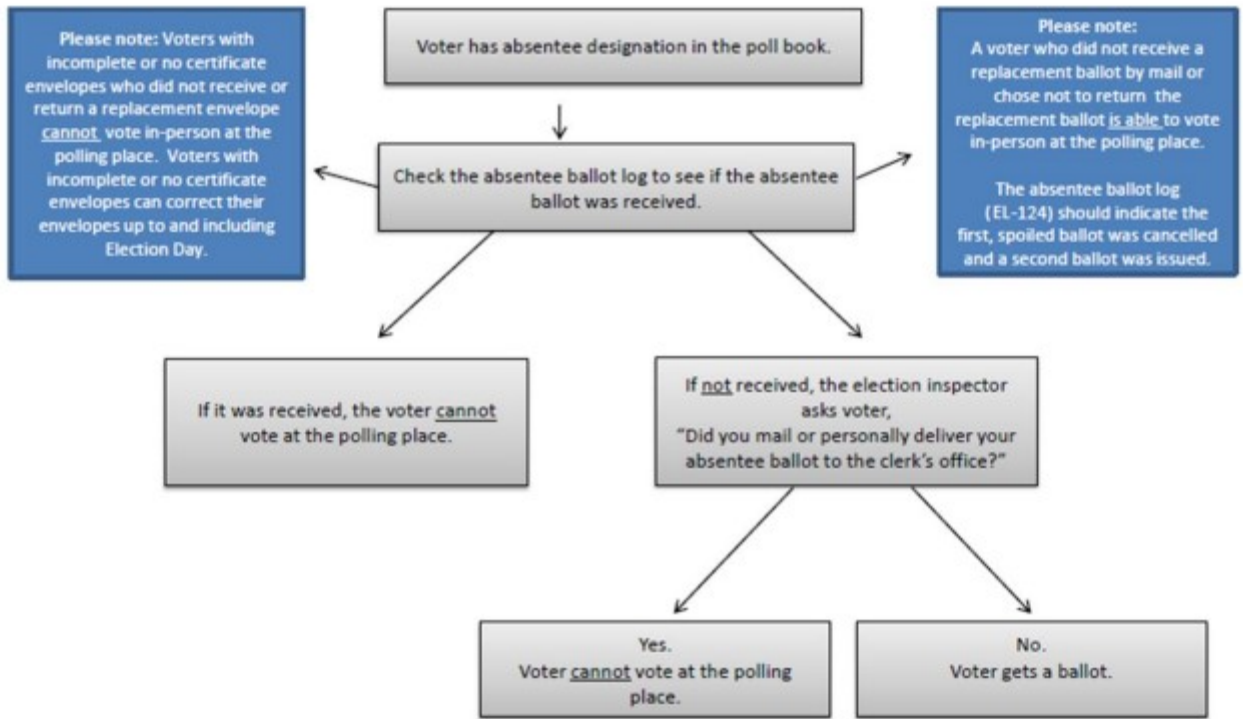 Please note: Voters with
incomplete or no certificate
envelopes who did not receive or
return a replacement envelope
cannot vote in-person at the
polling place. Voters with
incomplete or no certificate
envelopes can correct their
envelopes up to and including
Election Day.
Voter has absentee designation in the poll book.
Please note:
A voter who did not receive a
replacement ballot by mail or
chose not to return the
replacement ballot is able to vote
in-person at the polling place.
The absentee ballot log
(EL-124) should indicate the
first, spoiled ballot was cancelled
and a second ballot was issued.
Check the absentee ballot log to see if the absentee
ballot was received.
If it was received, the voter cannot
vote at the polling place.
If not received, the election inspector
asks voter,
“Did you mail or personally deliver your
absentee ballot to the clerk’s office?”
Yes.
Voter cannot vote at the polling
place.
No.
Voter gets a ballot.